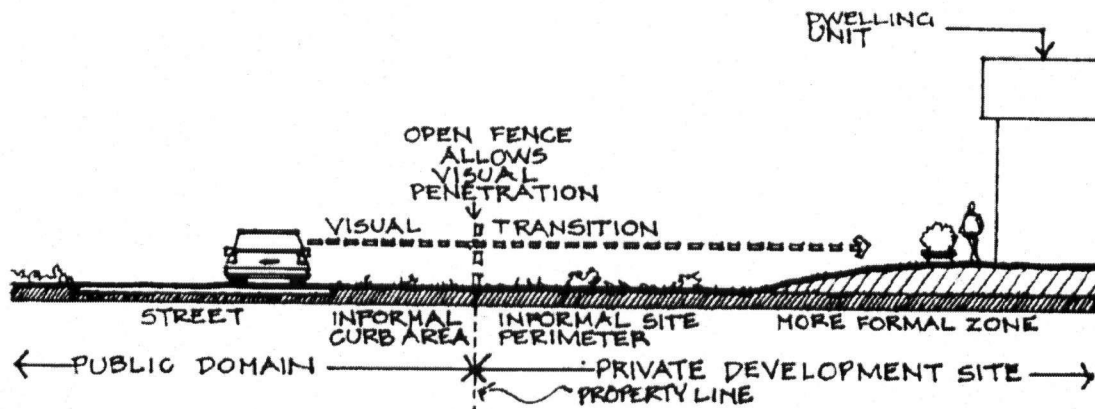 DWELLING
UNIT
OPEN FENCE
ALLOWS
VISUAL
PENETRATION
VISUAL TRANSITION
STREET
INFORMAL
CURB AREA
INFORMAL SITE
PERIMETER
MORE FORMAL ZONE
PUBLIC DOMAIN
PRIVATE DEVELOPMENT SITE
PROPERTY LINE